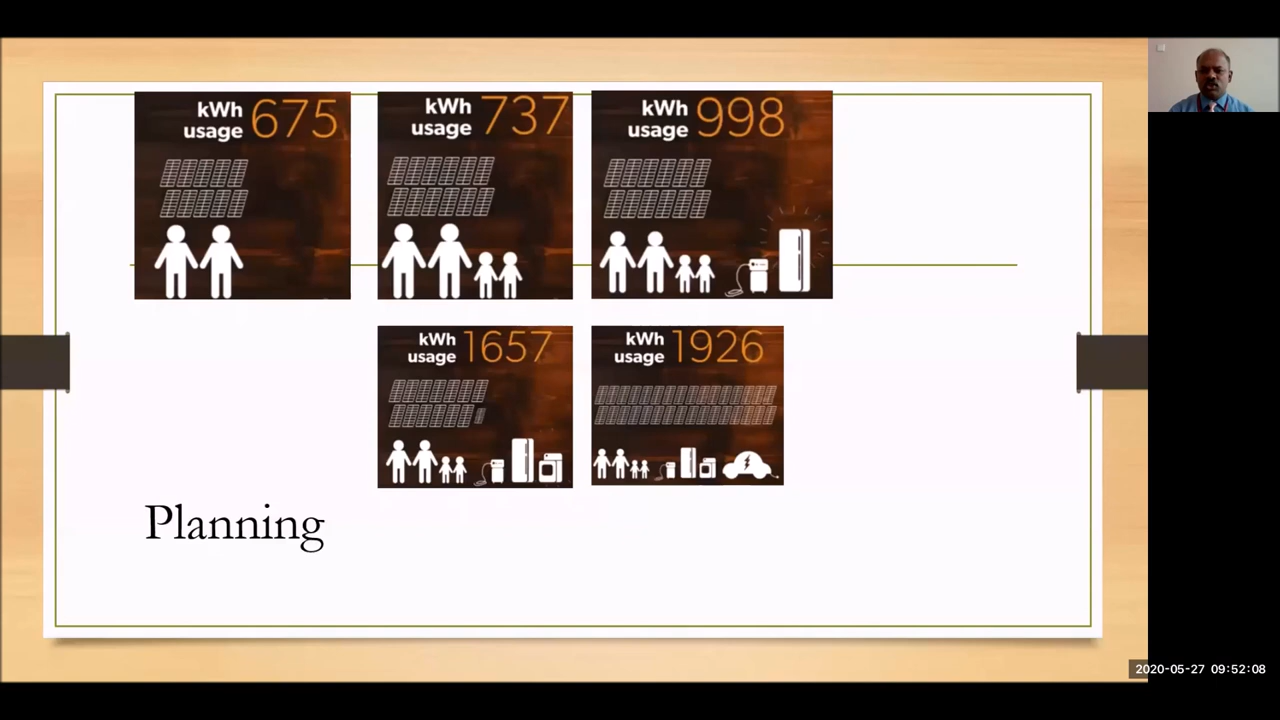 kWh
usage 675
kWh
usage 737
kWh
usage 998
kWh
usage 1657
kWh
usage 1926
Planning
2020-05-27 09:52:08